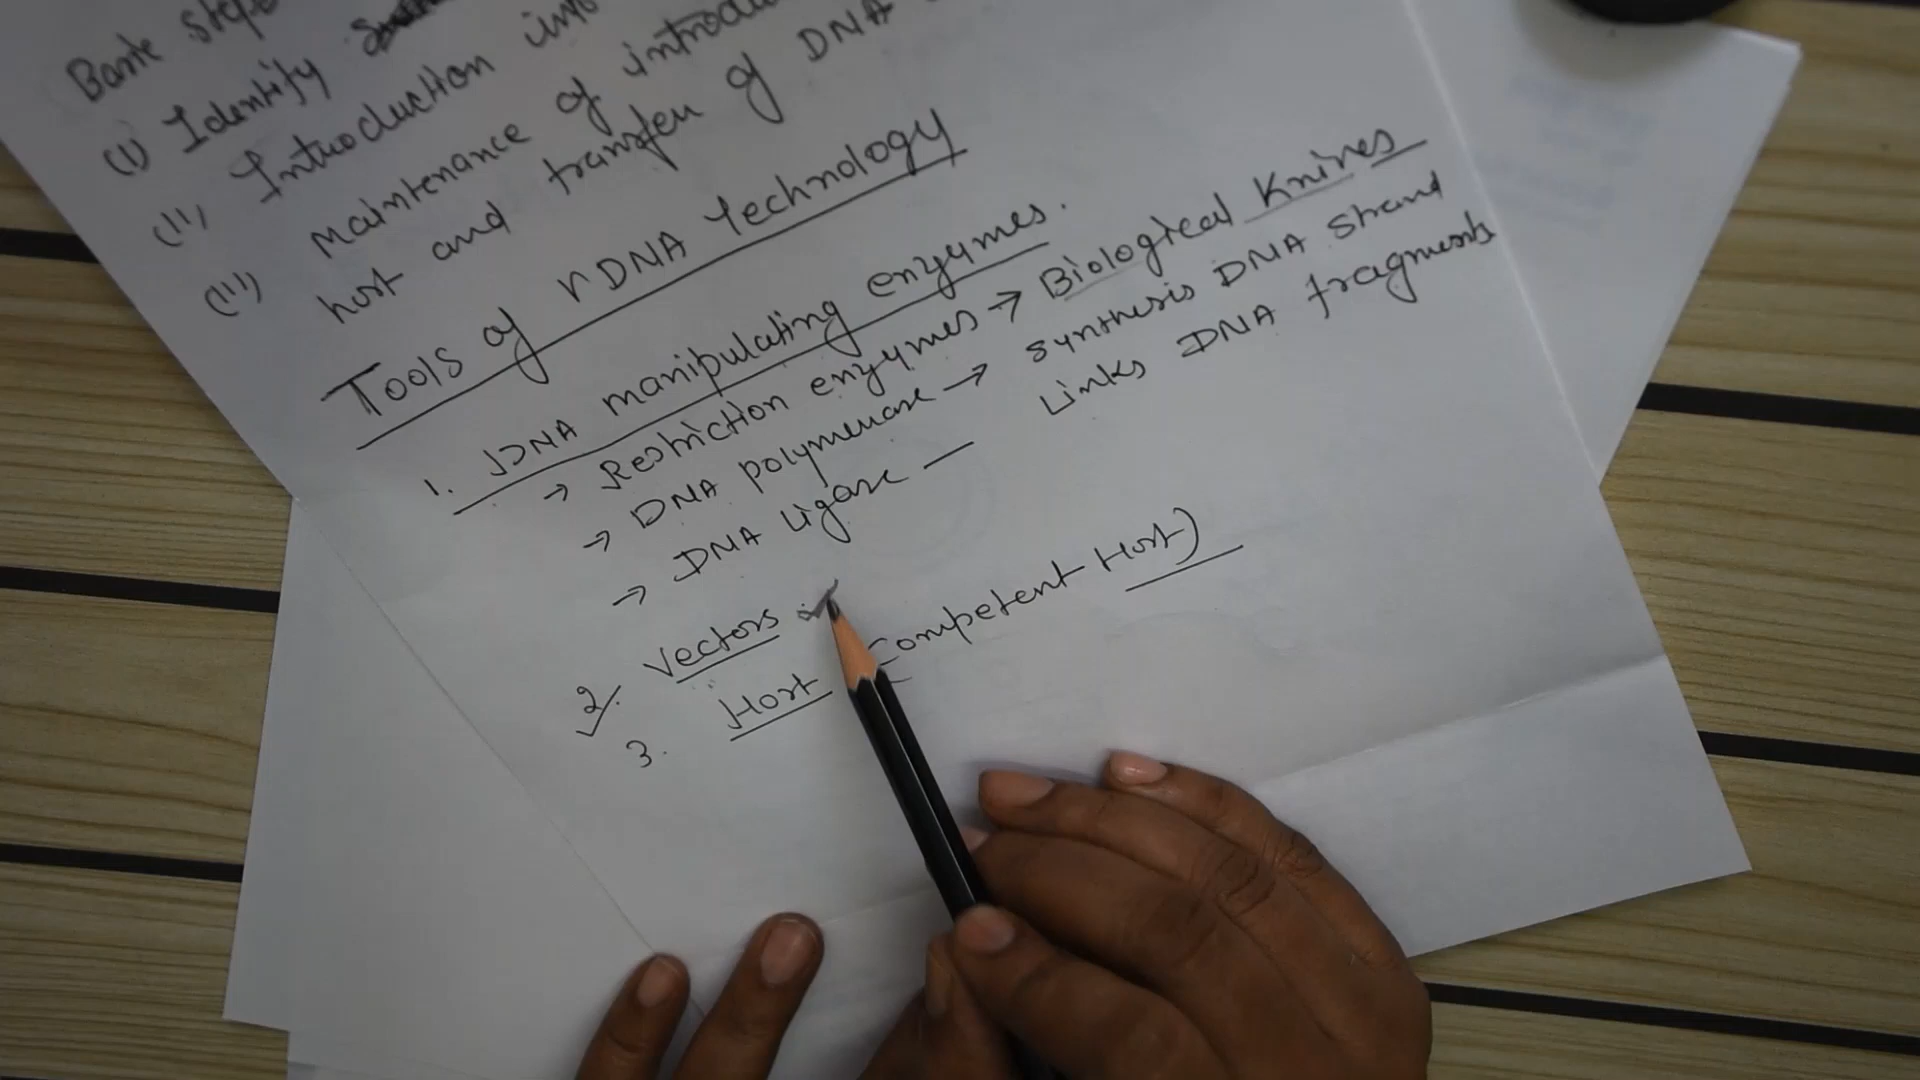 Basic steps
(I) Identify
(II) Introduction into
(III) Maintenance of
host and transfer of DNA
Tools of rDNA Technology
1. DNA manipulating enzymes.
→ Restriction enzymes → Biological Knives
→ DNA polymerase → synthesis DNA strand
→ DNA ligase — Links DNA fragments
2. Vectors
3. Host (Competent Host)